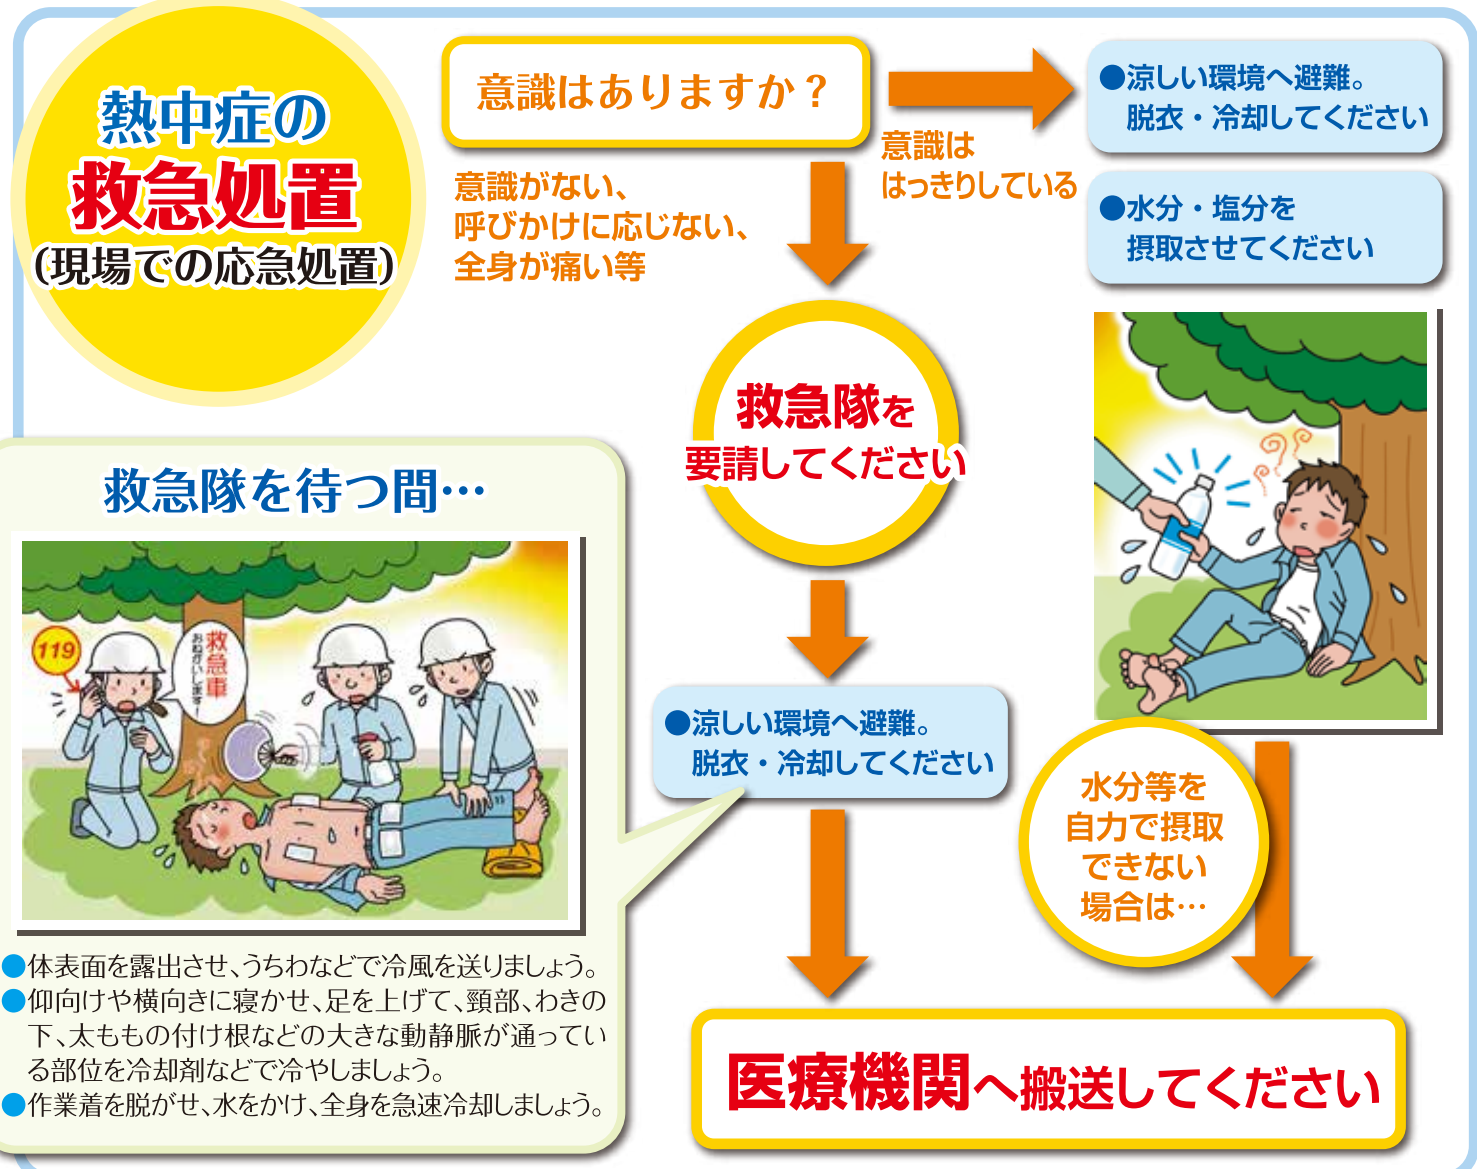 熱中症の
救急処置
(現場での応急処置)
意識はありますか？
意識は
はっきりしている
●涼しい環境へ避難。
脱衣・冷却してください
●水分・塩分を
摂取させてください
意識がない、
呼びかけに応じない、
全身が痛い等
救急隊を
要請してください
救急隊を待つ間…
119
救急車
おねがいします！
●体表面を露出させ、うちわなどで冷風を送りましょう。
●仰向けや横向きに寝かせ、足を上げて、頸部、わきの
下、太ももの付け根などの大きな動静脈が通ってい
る部位を冷却剤などで冷やしましょう。
●作業着を脱がせ、水をかけ、全身を急速冷却しましょう。
●涼しい環境へ避難。
脱衣・冷却してください
水分等を
自力で摂取
できない
場合は…
医療機関へ搬送してください